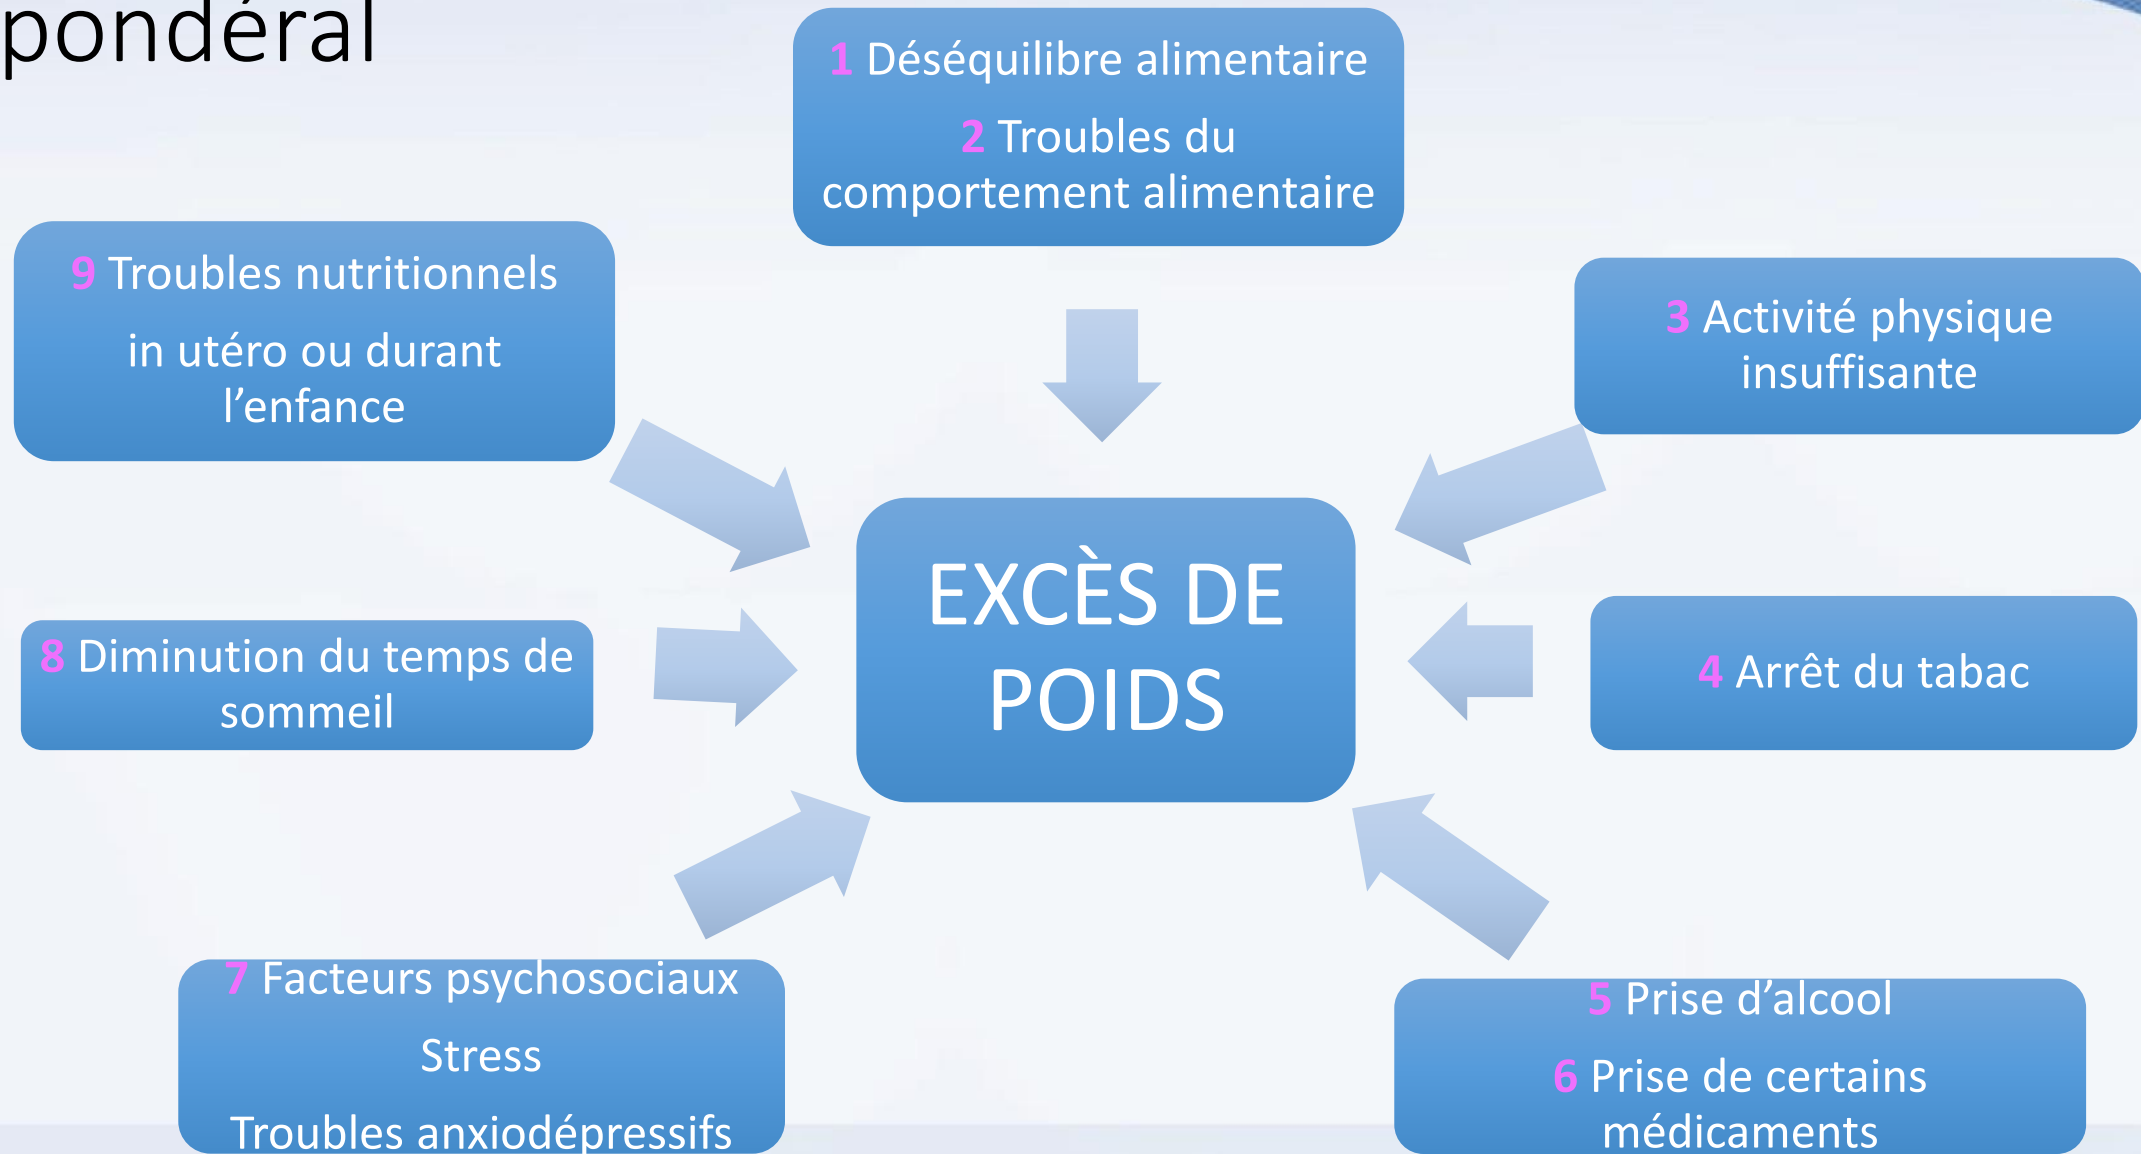 pondéral
1 Déséquilibre alimentaire
2 Troubles du
comportement alimentaire
3 Activité physique
insuffisante
4 Arrêt du tabac
5 Prise d’alcool
6 Prise de certains
médicaments
7 Facteurs psychosociaux
Stress
Troubles anxiodépressifs
8 Diminution du temps de
sommeil
9 Troubles nutritionnels
in utéro ou durant
l’enfance
EXCÈS DE
POIDS